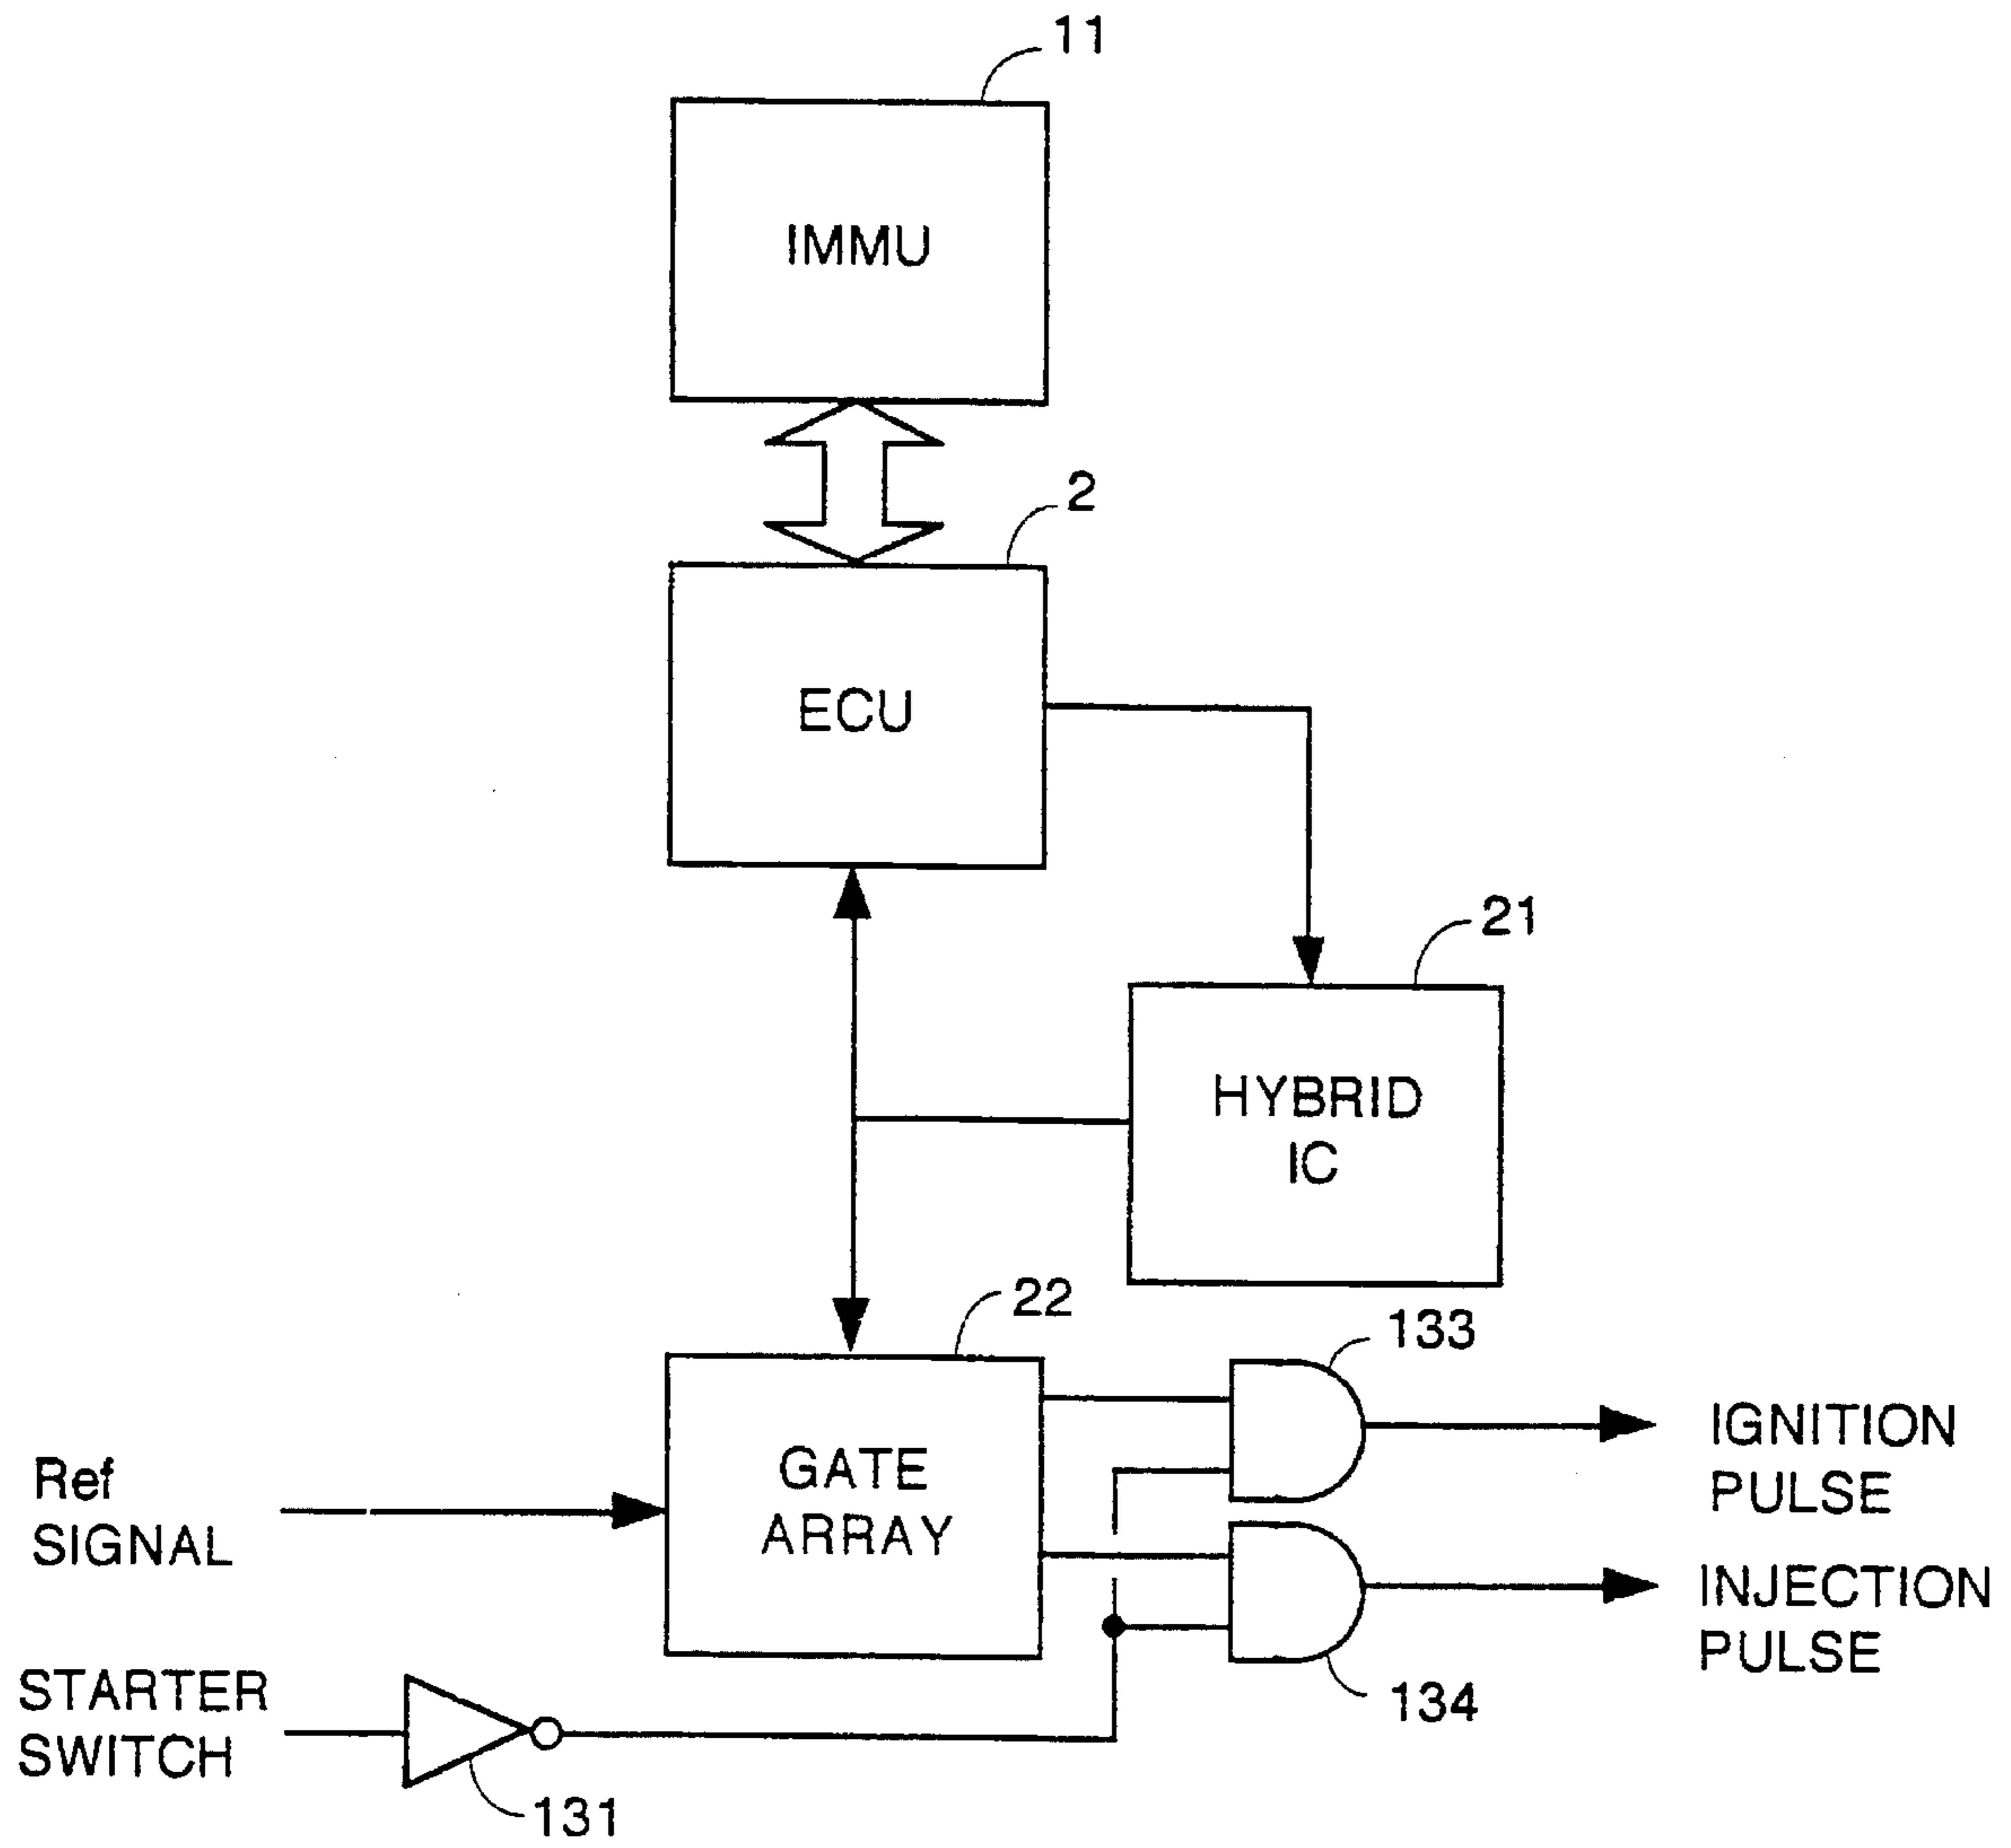 11
IMMU
2
ECU
21
HYBRID
IC
22
133
GATE
ARRAY
IGNITION
PULSE
Ref
SIGNAL
INJECTION
PULSE
134
STARTER
SWITCH
131